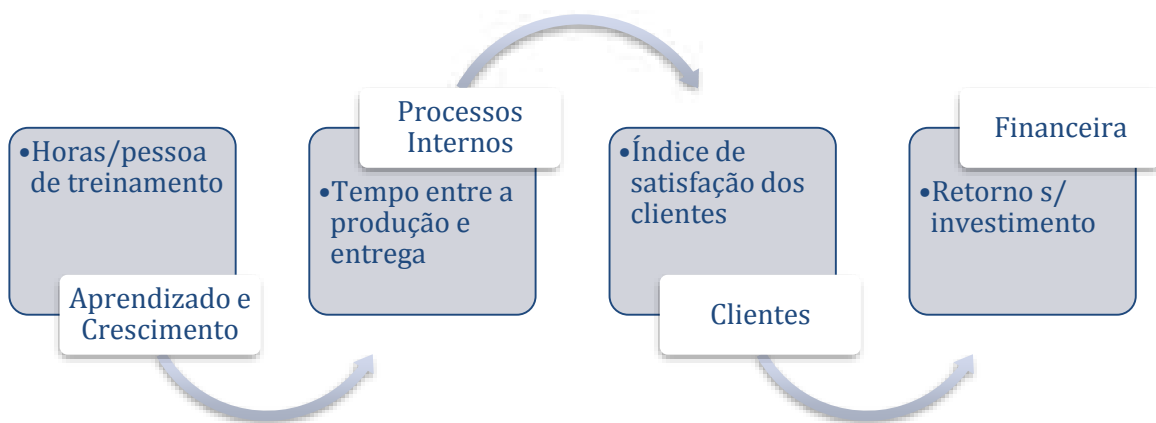 •Horas/pessoa
de treinamento
Aprendizado e
Crescimento
Processos
Internos
•Tempo entre a
produção e
entrega
•Índice de
satisfação dos
clientes
Clientes
Financeira
•Retorno s/
investimento